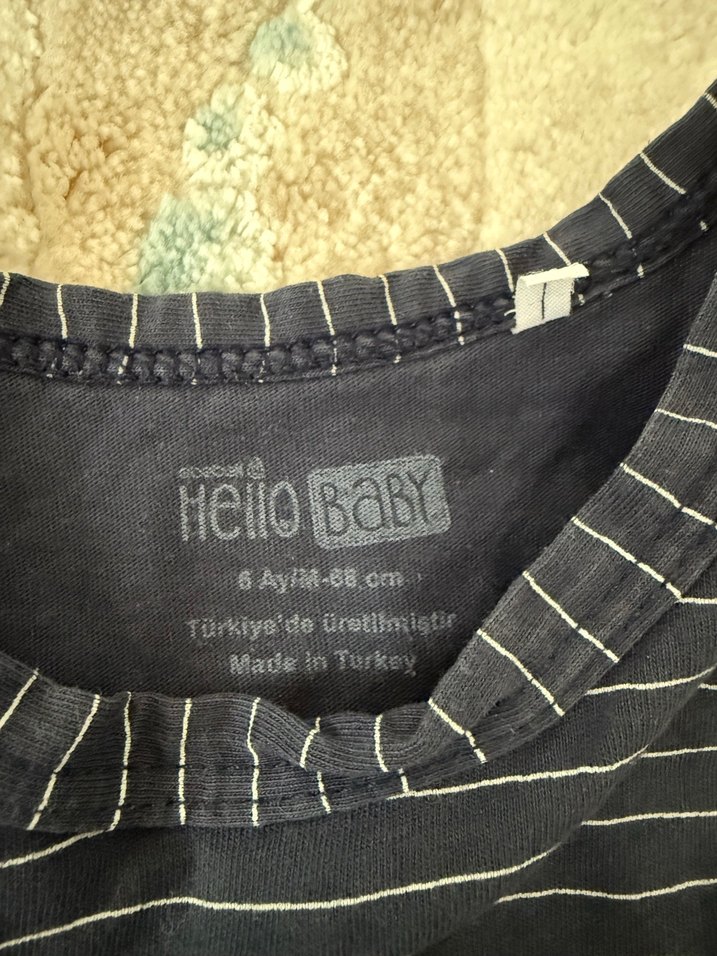 Hello BaBY
6 Ay/M-68 cm
Türkiye'de üretilmiştir
Made in Turkey